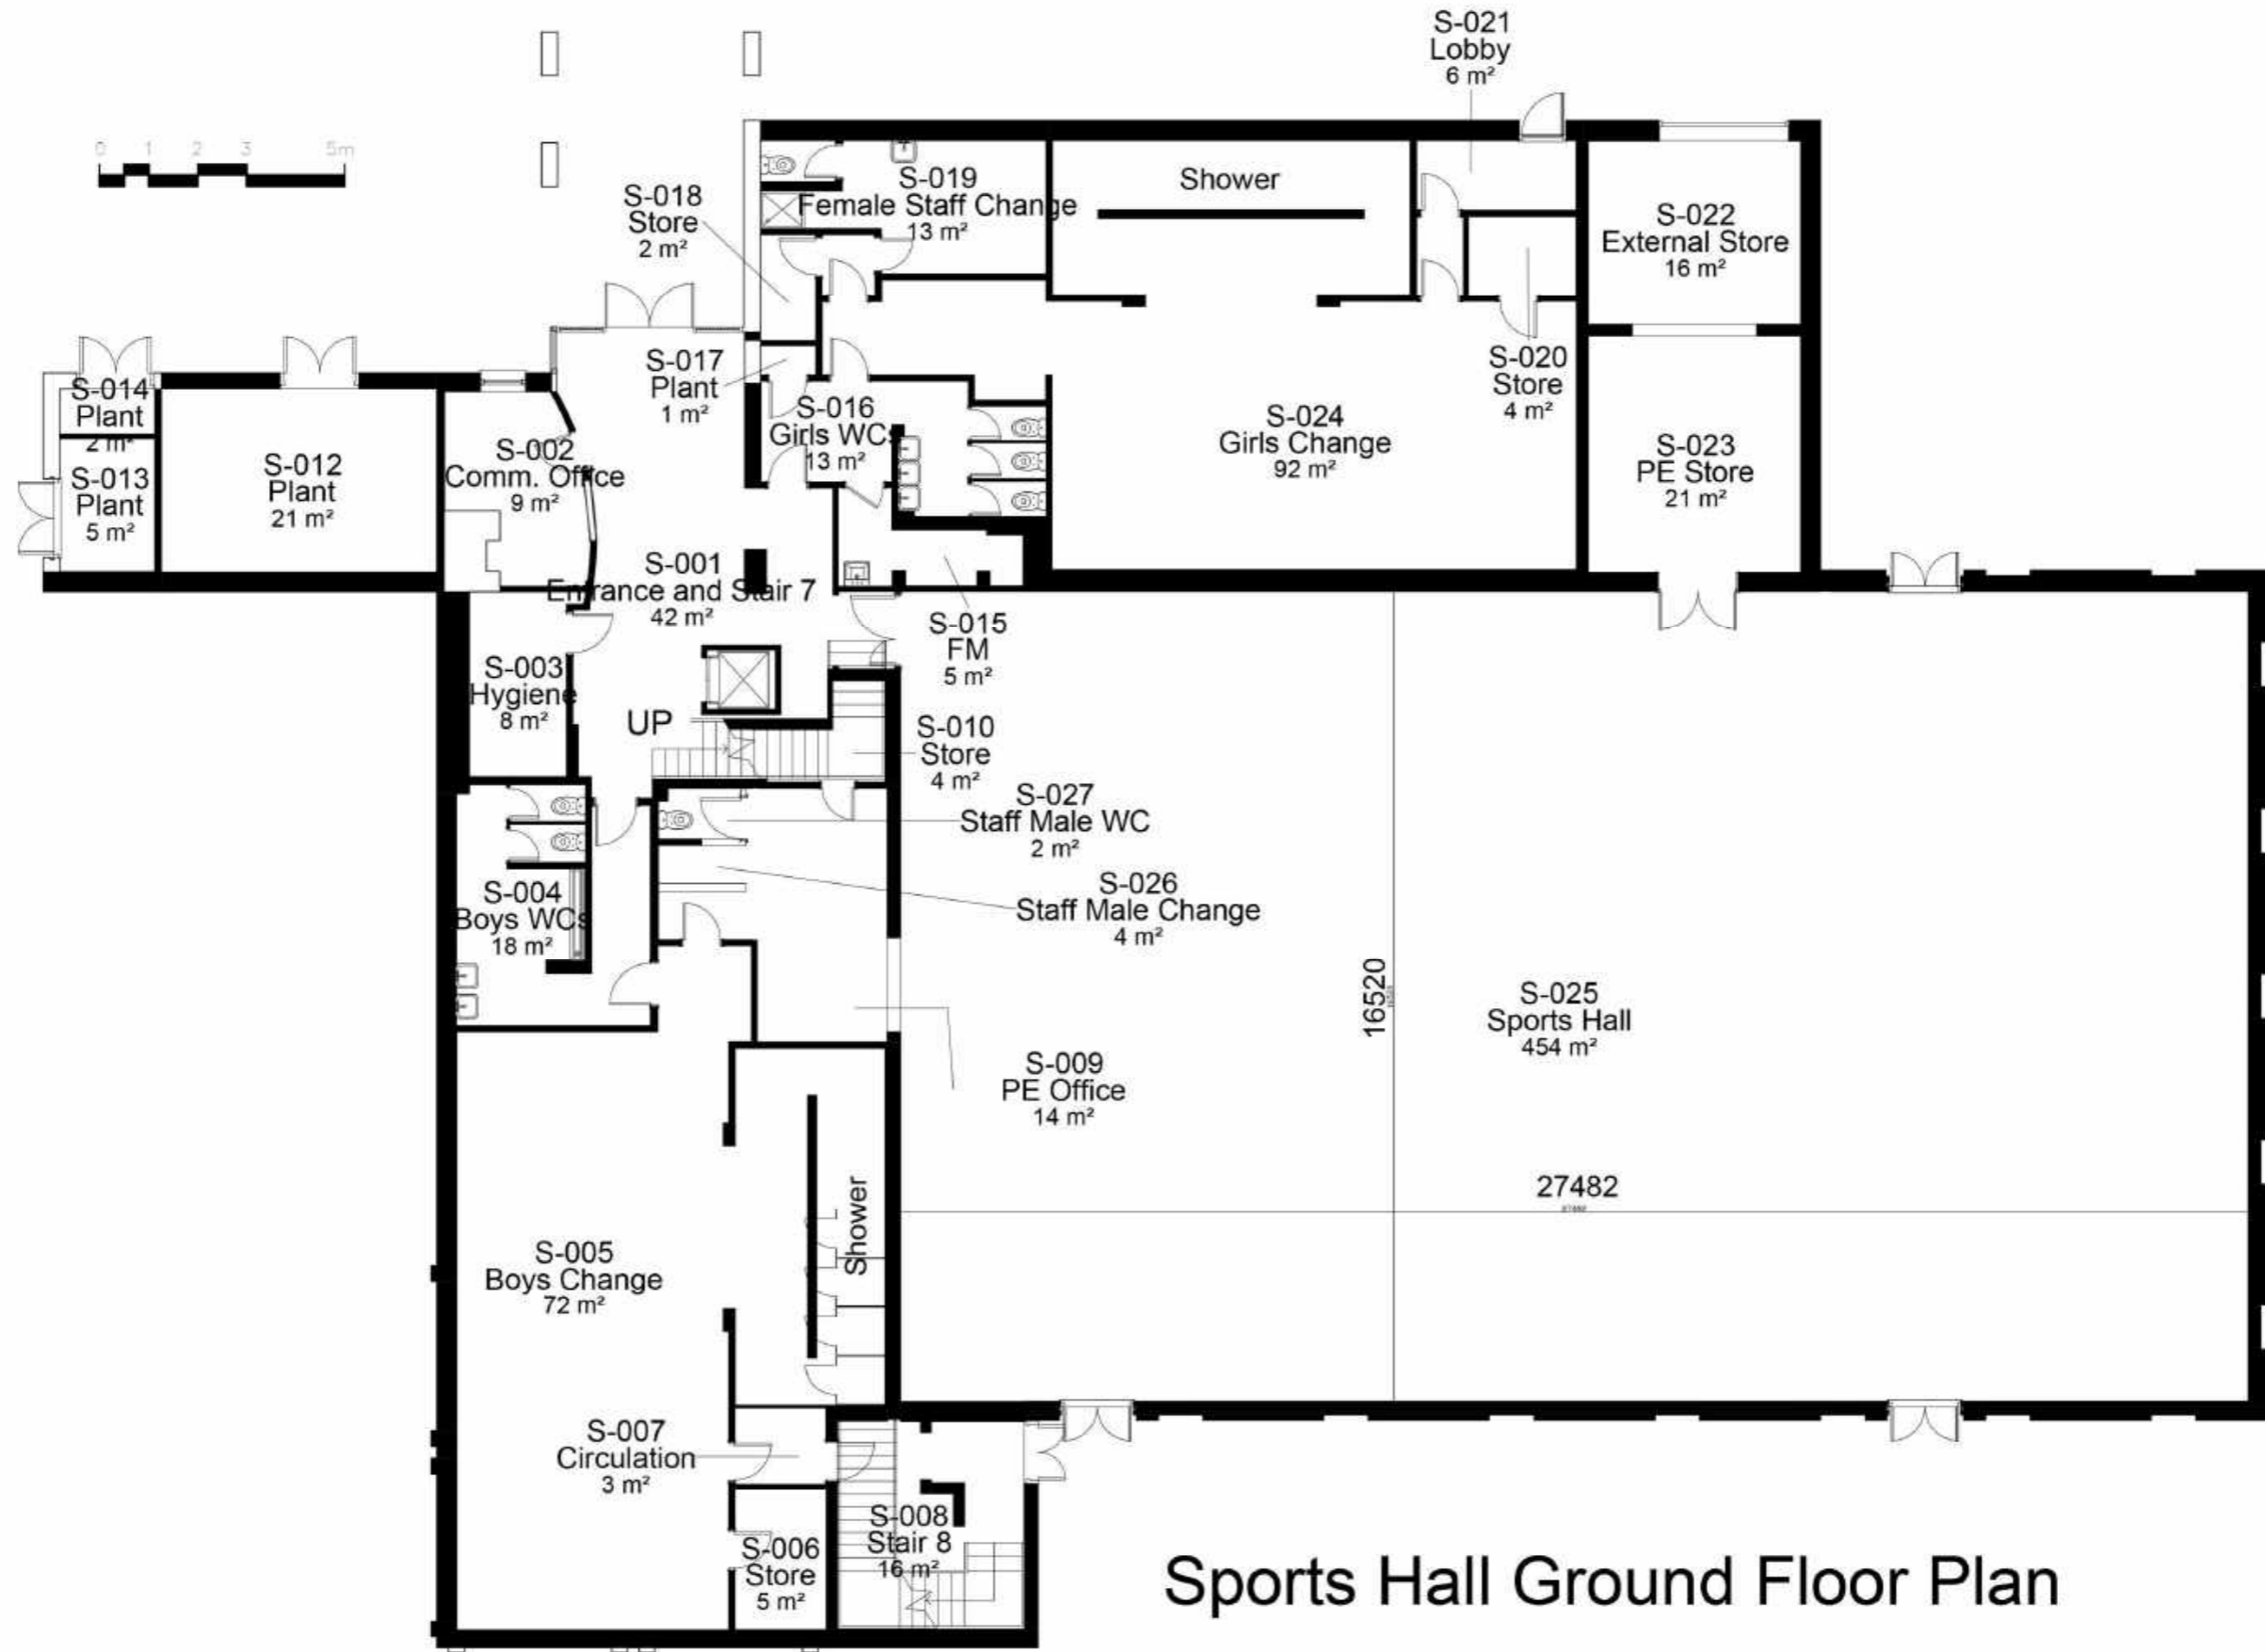 S-021
Lobby
6 m²
0 1 2 3 5m
S-018
Store
2 m²
S-019
Female Staff Change
13 m²
Shower
S-022
External Store
16 m²
S-014
Plant
2 m²
S-013
Plant
5 m²
S-012
Plant
21 m²
S-002
Comm. Office
9 m²
S-017
Plant
1 m²
S-016
Girls WCs
13 m²
S-024
Girls Change
92 m²
S-020
Store
4 m²
S-023
PE Store
21 m²
S-001
Entrance and Stair 7
42 m²
S-015
FM
5 m²
S-003
Hygiene
8 m²
UP
S-010
Store
4 m²
S-027
Staff Male WC
2 m²
S-026
Staff Male Change
4 m²
S-004
Boys WCs
18 m²
16520
S-025
Sports Hall
454 m²
S-009
PE Office
14 m²
27482
27482
Shower
S-005
Boys Change
72 m²
S-007
Circulation
3 m²
S-006
Store
5 m²
S-008
Stair 8
16 m²
Sports Hall Ground Floor Plan